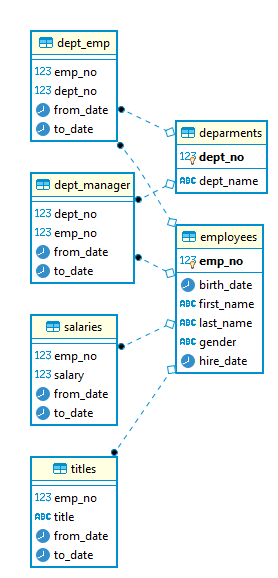 dept_emp
123 emp_no
123 dept_no
from_date
to_date
deparments
123 dept_no
ABC dept_name
dept_manager
123 dept_no
123 emp_no
from_date
to_date
employees
123 emp_no
birth_date
ABC first_name
ABC last_name
ABC gender
hire_date
salaries
123 emp_no
123 salary
from_date
to_date
titles
123 emp_no
ABC title
from_date
to_date